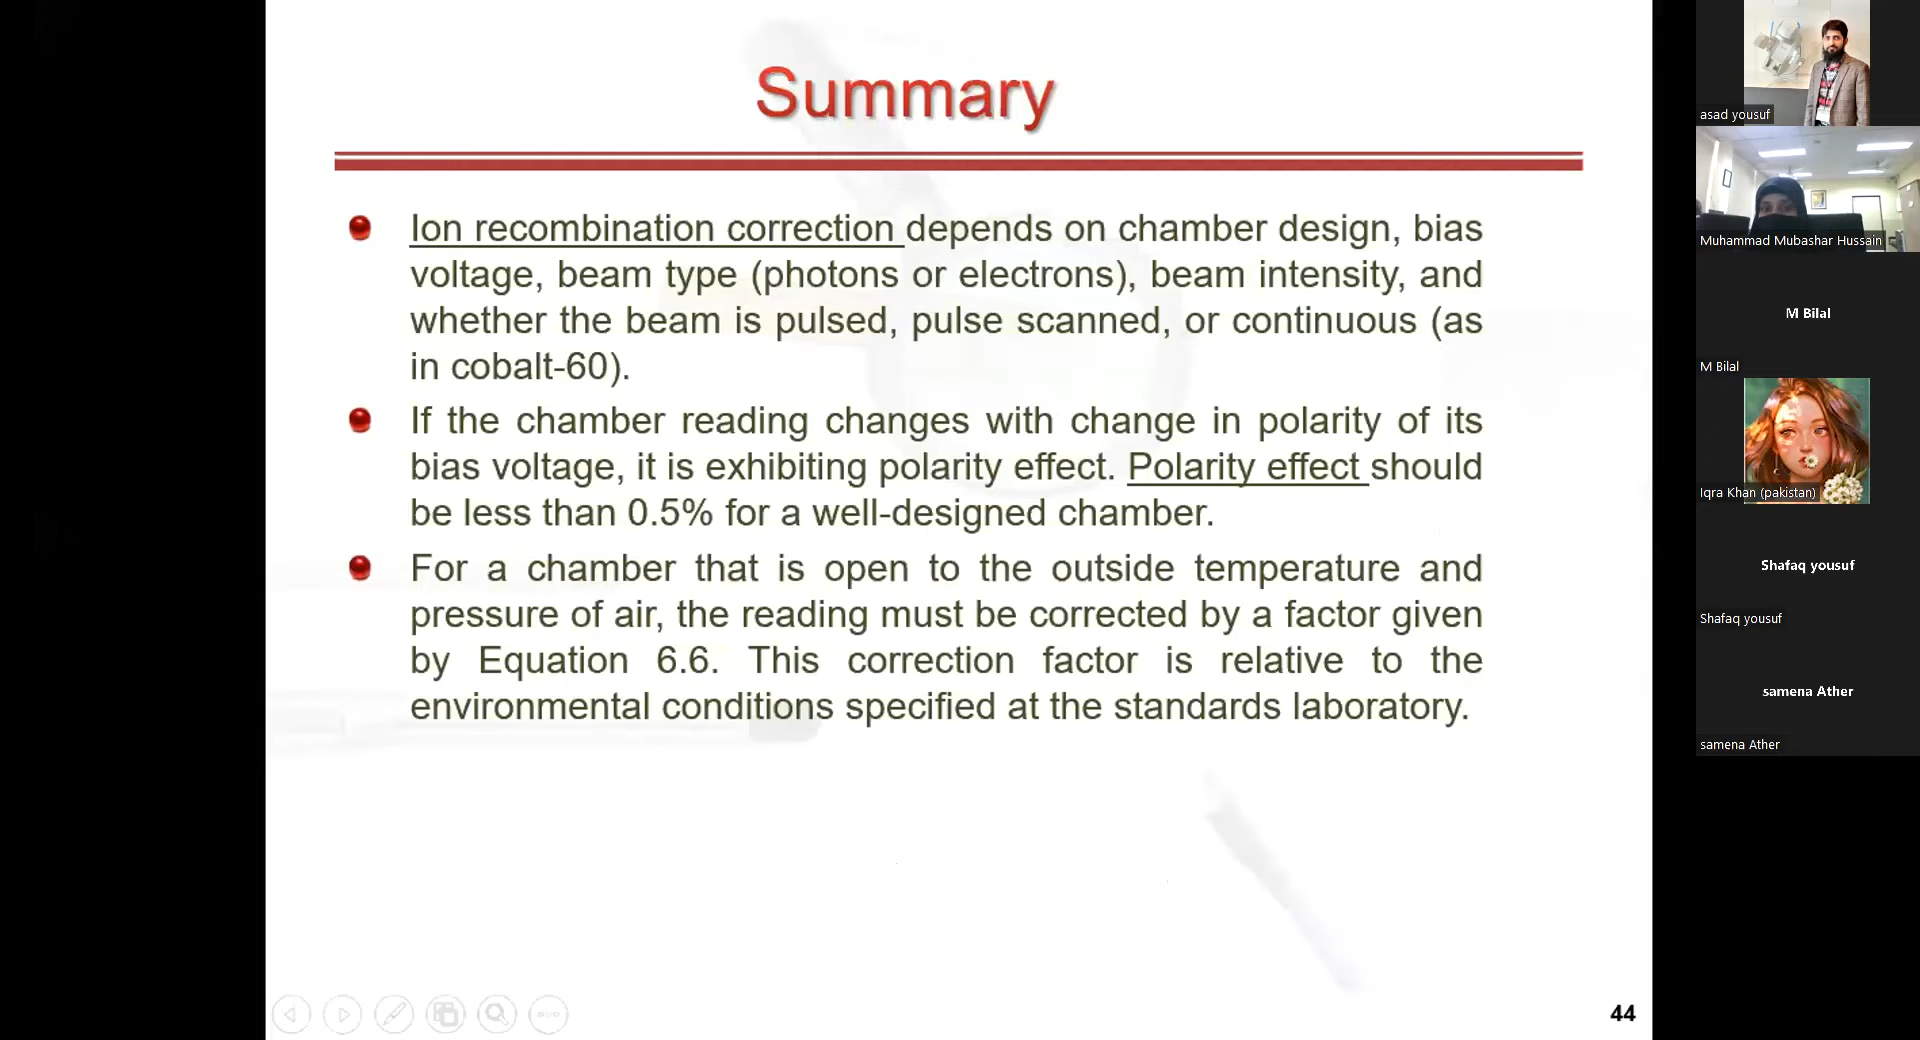 Summary
Ion recombination correction depends on chamber design, bias
voltage, beam type (photons or electrons), beam intensity, and
whether the beam is pulsed, pulse scanned, or continuous (as
in cobalt-60).
If the chamber reading changes with change in polarity of its
bias voltage, it is exhibiting polarity effect. Polarity effect should
be less than 0.5% for a well-designed chamber.
For a chamber that is open to the outside temperature and
pressure of air, the reading must be corrected by a factor given
by Equation 6.6. This correction factor is relative to the
environmental conditions specified at the standards laboratory.
44
asad yousuf
Muhammad Mubashar Hussain
M Bilal
M Bilal
Iqra Khan (pakistan)
Shafaq yousuf
Shafaq yousuf
samena Ather
samena Ather